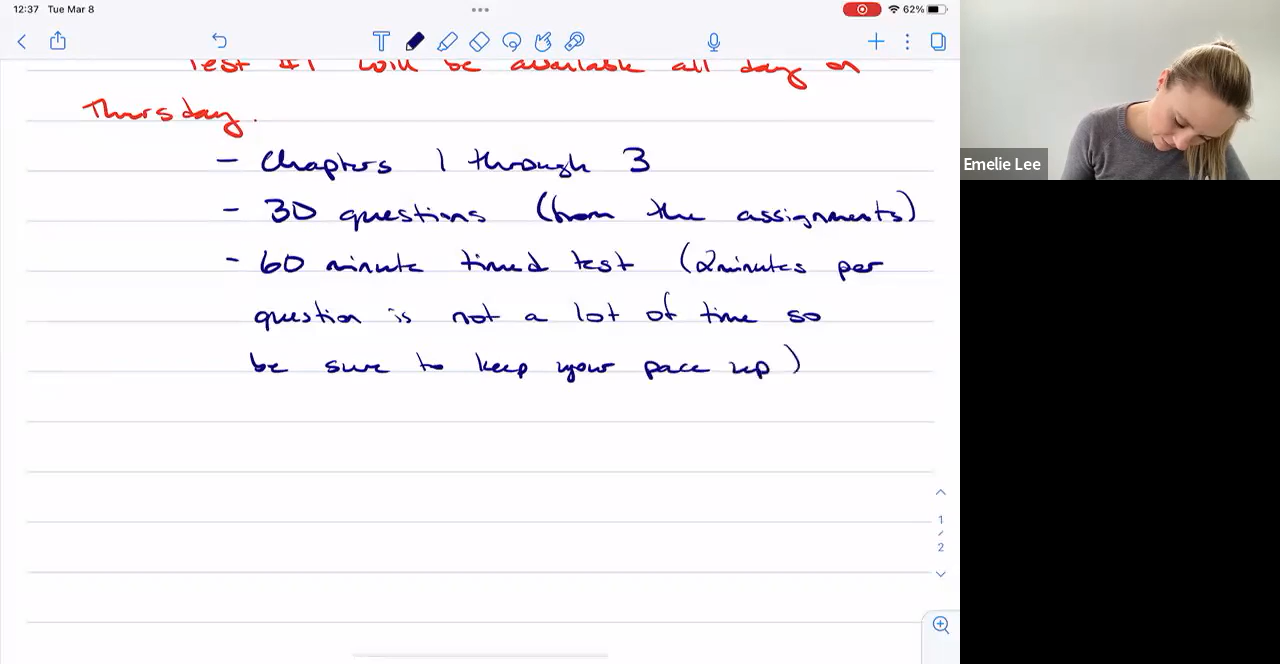 12:37 Tue Mar 8
62%
Test #1 will be available all day on
Thursday.
- Chapters 1 through 3
- 30 questions (from the assignments)
- 60 minute timed test (2minutes per
question is not a lot of time so
be sure to keep your pace up)
Emelie Lee
1
/
2